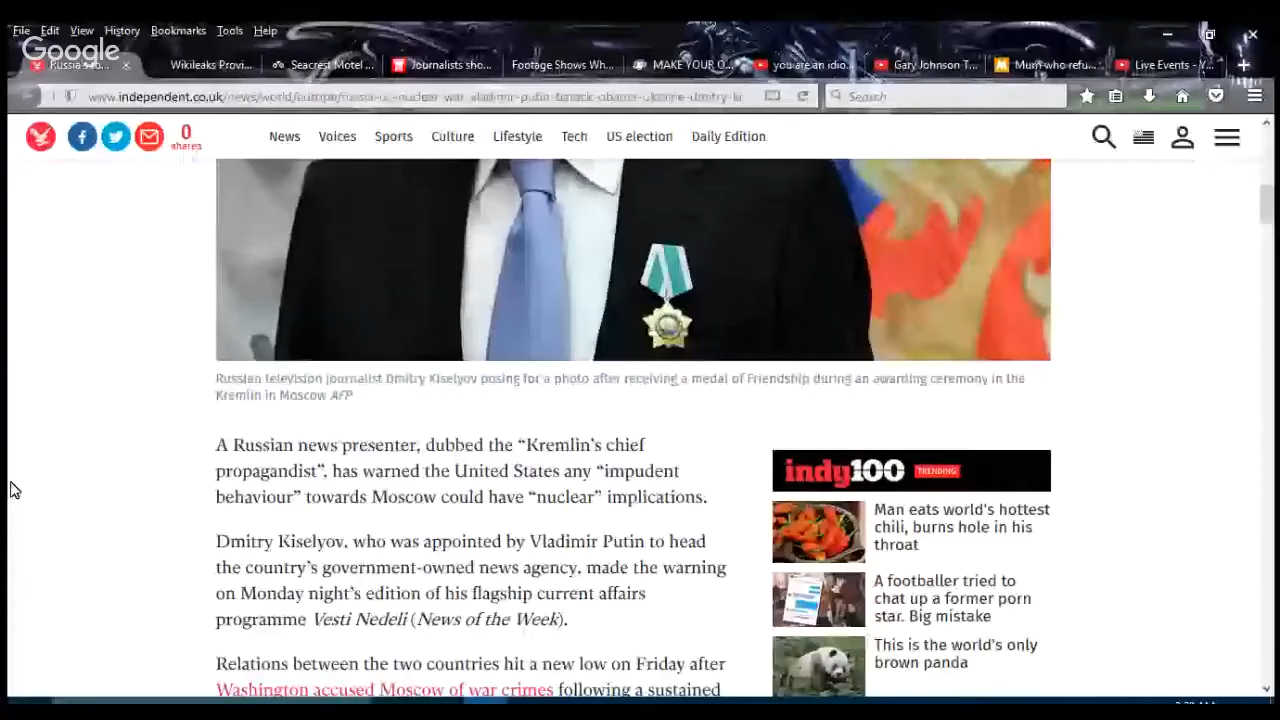 File Edit View History Bookmarks Tools Help
Google
Wikileaks Provi...
Seacrest Motel ...
Journalists sho...
Footage Shows Wh...
MAKE YOUR O...
you are an idio...
Gary Johnson T...
Mum who refu...
Live Events - Y...
Search
0
shares
News Voices Sports Culture Lifestyle Tech US election Daily Edition
Russian television journalist Dmitry Kiselyov posing for a photo after receiving a medal of Friendship during an awarding ceremony in the
Kremlin in Moscow AFP
A Russian news presenter, dubbed the “Kremlin’s chief
propagandist”, has warned the United States any “impudent
behaviour” towards Moscow could have “nuclear” implications.
Dmitry Kiselyov, who was appointed by Vladimir Putin to head
the country’s government-owned news agency, made the warning
on Monday night’s edition of his flagship current affairs
programme Vesti Nedeli (News of the Week).
Relations between the two countries hit a new low on Friday after
Washington accused Moscow of war crimes following a sustained
indy100 TRENDING
Man eats world's hottest
chili, burns hole in his
throat
A footballer tried to
chat up a former porn
star. Big mistake
This is the world's only
brown panda